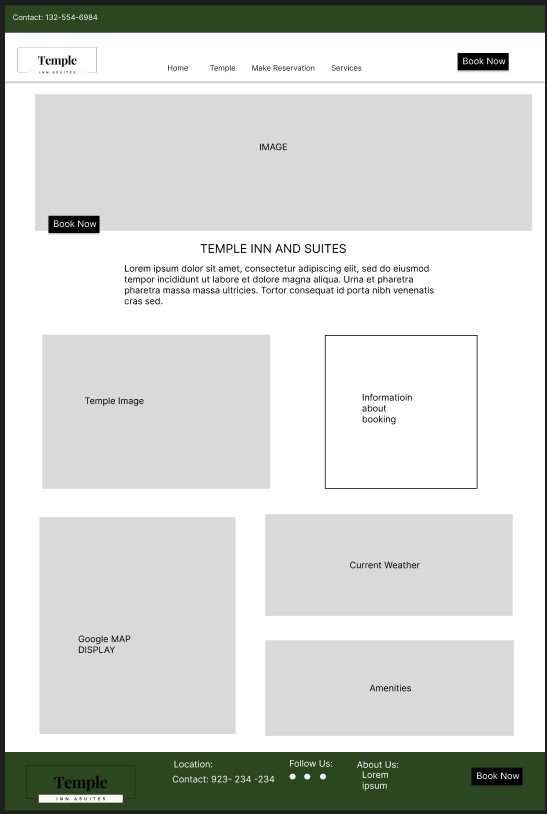 Contact: 132-554-6984
Temple
INN &SUITES
Home Temple Make Reservation Services
Book Now
IMAGE
Book Now
TEMPLE INN AND SUITES
Lorem ipsum dolor sit amet, consectetur adipiscing elit, sed do eiusmod
tempor incididunt ut labore et dolore magna aliqua. Urna et pharetra
pharetra massa massa ultricies. Tortor consequat id porta nibh venenatis
cras sed.
Temple Image
Informatioin
about
booking
Google MAP
DISPLAY
Current Weather
Amenities
Temple
INN &SUITES
Location:
Contact: 923- 234 -234
Follow Us:
About Us:
Lorem
ipsum
Book Now